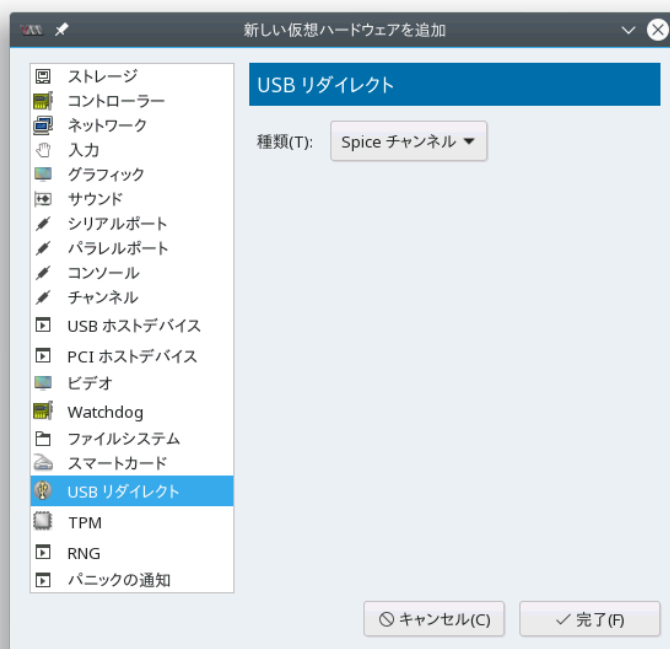 新しい仮想ハードウェアを追加
ストレージ
コントローラー
ネットワーク
入力
グラフィック
サウンド
シリアルポート
パラレルポート
コンソール
チャンネル
USB ホストデバイス
PCI ホストデバイス
ビデオ
Watchdog
ファイルシステム
スマートカード
USB リダイレクト
TPM
RNG
パニックの通知
USB リダイレクト
種類(T): Spice チャンネル
キャンセル(C) 完了(F)